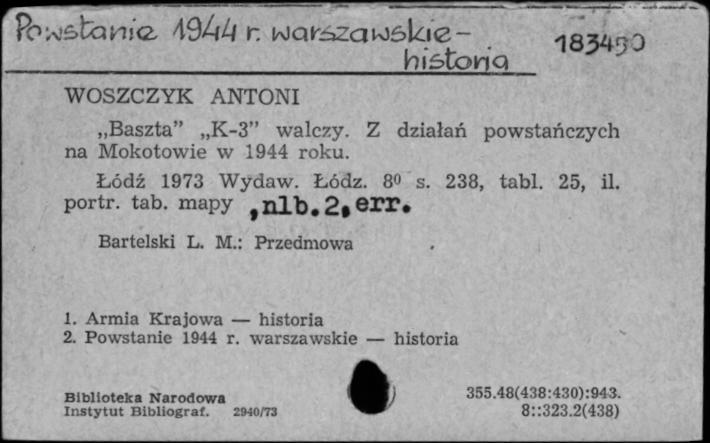 Powstanie 1944 r. warszawskie -
historia
183490
WOSZCZYK ANTONI
„Baszta” „K-3” walczy. Z działań powstańczych
na Mokotowie w 1944 roku.
Łódź 1973 Wydaw. Łódz. 8⁰ s. 238, tabl. 25, il.
portr. tab. mapy ,nlb.2,err.
Bartelski L. M.: Przedmowa
1. Armia Krajowa — historia
2. Powstanie 1944 r. warszawskie — historia
Biblioteka Narodowa
Instytut Bibliograf. 2940/73
355.48(438:430):943.
8::323.2(438)